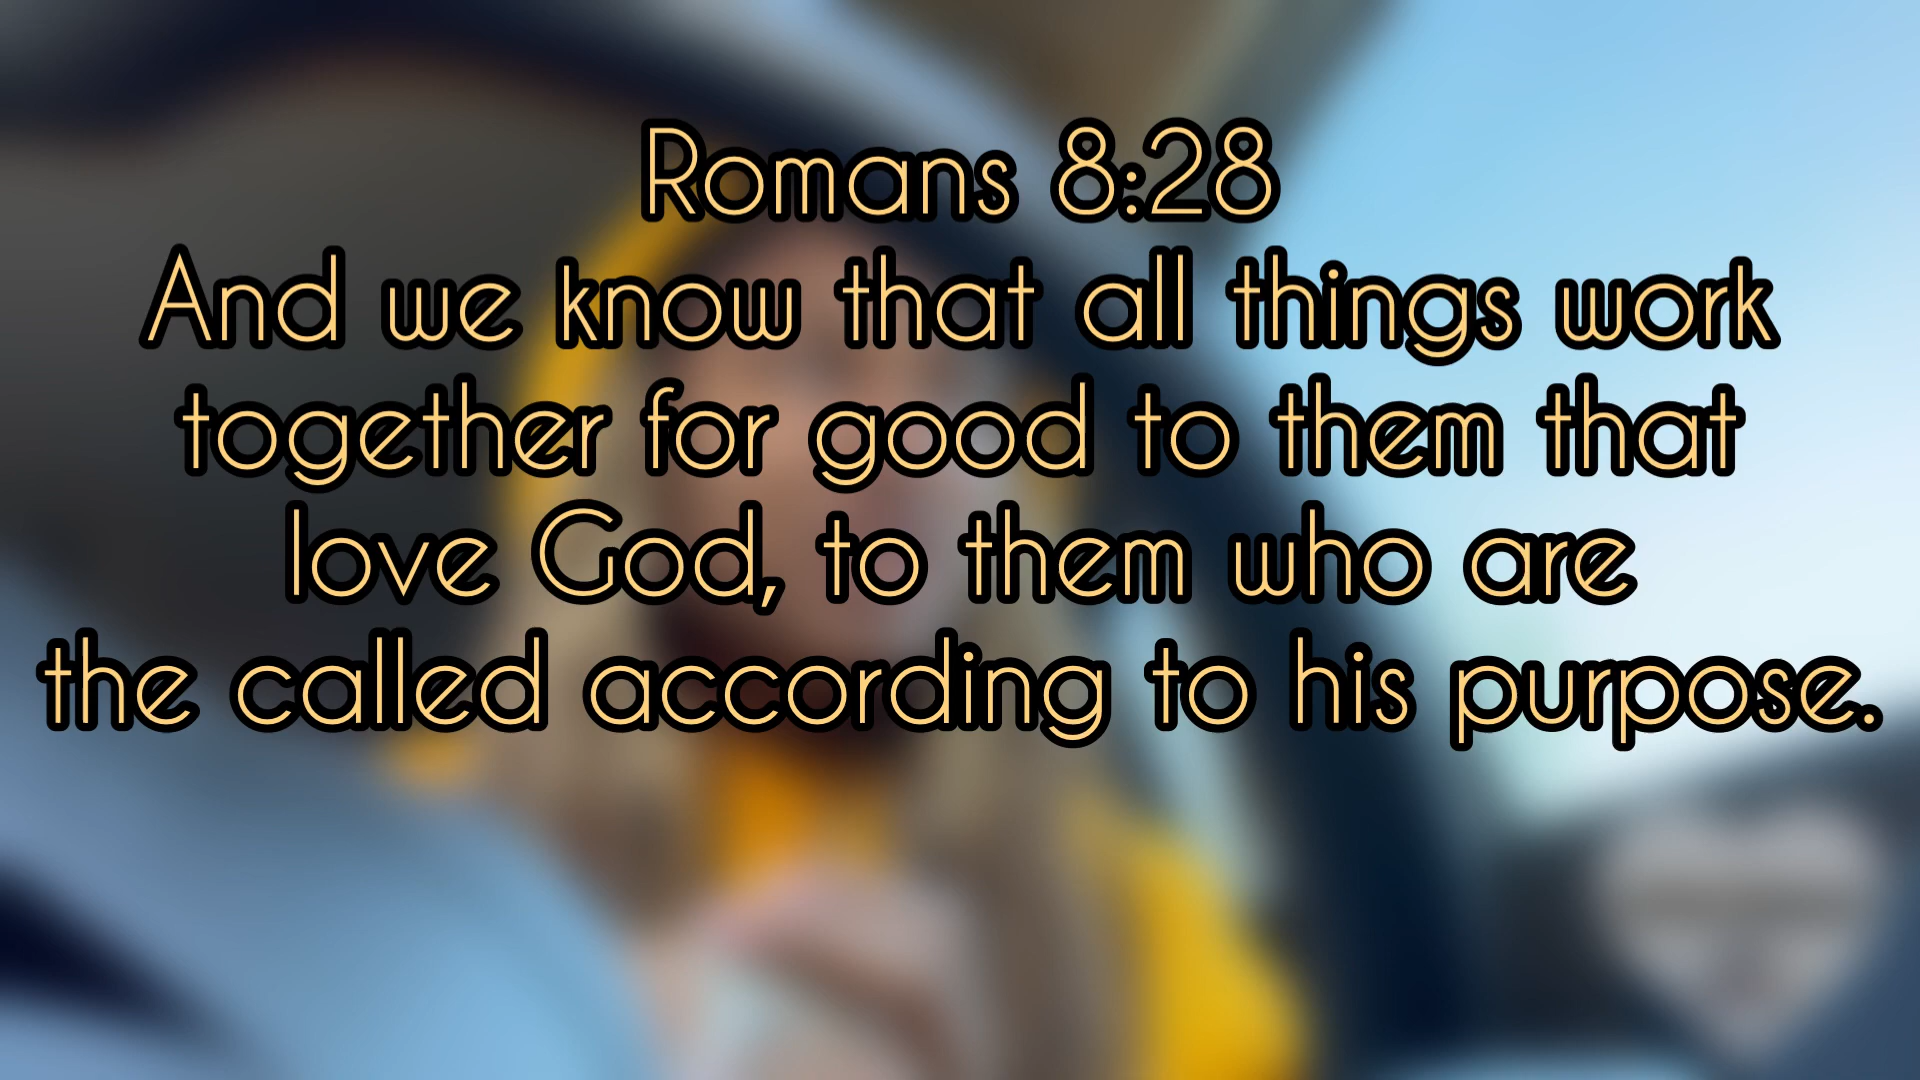 Romans 8:28
And we know that all things work
together for good to them that
love God, to them who are
the called according to his purpose.